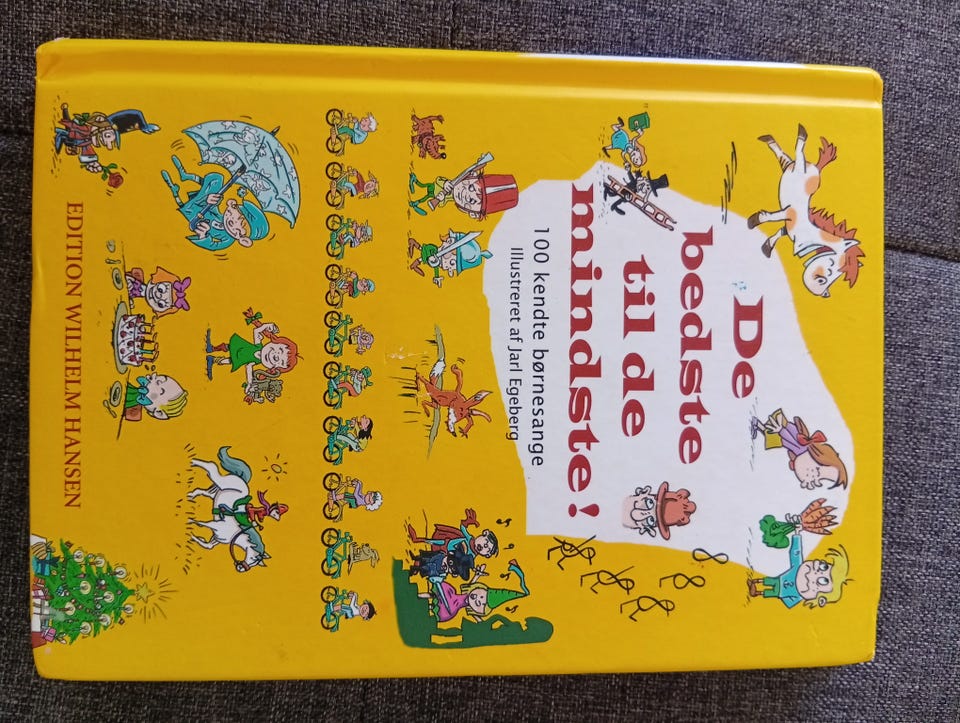 De
bedste
til de
mindste!
100 kendte børnesange
Illustreret af Jarl Egeberg
EDITION WILHELM HANSEN